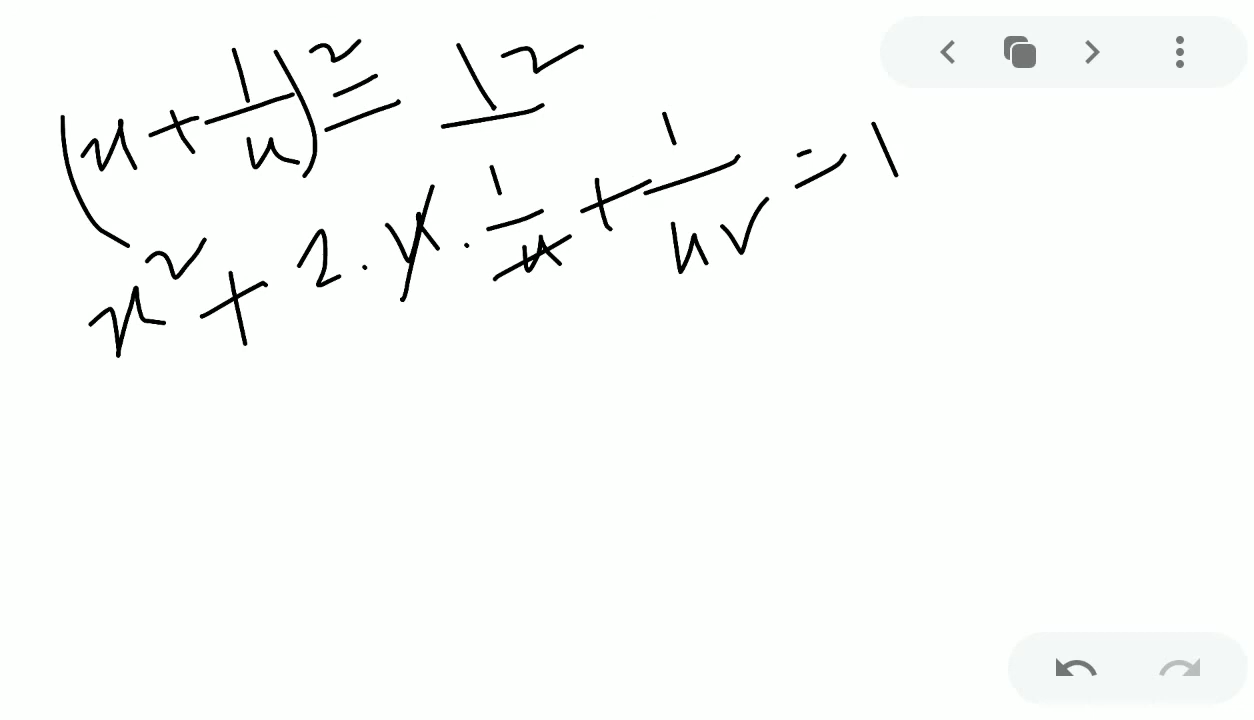 (x + 1/x)² = 1²
x² + 2 . x . 1/x + 1/x² = 1